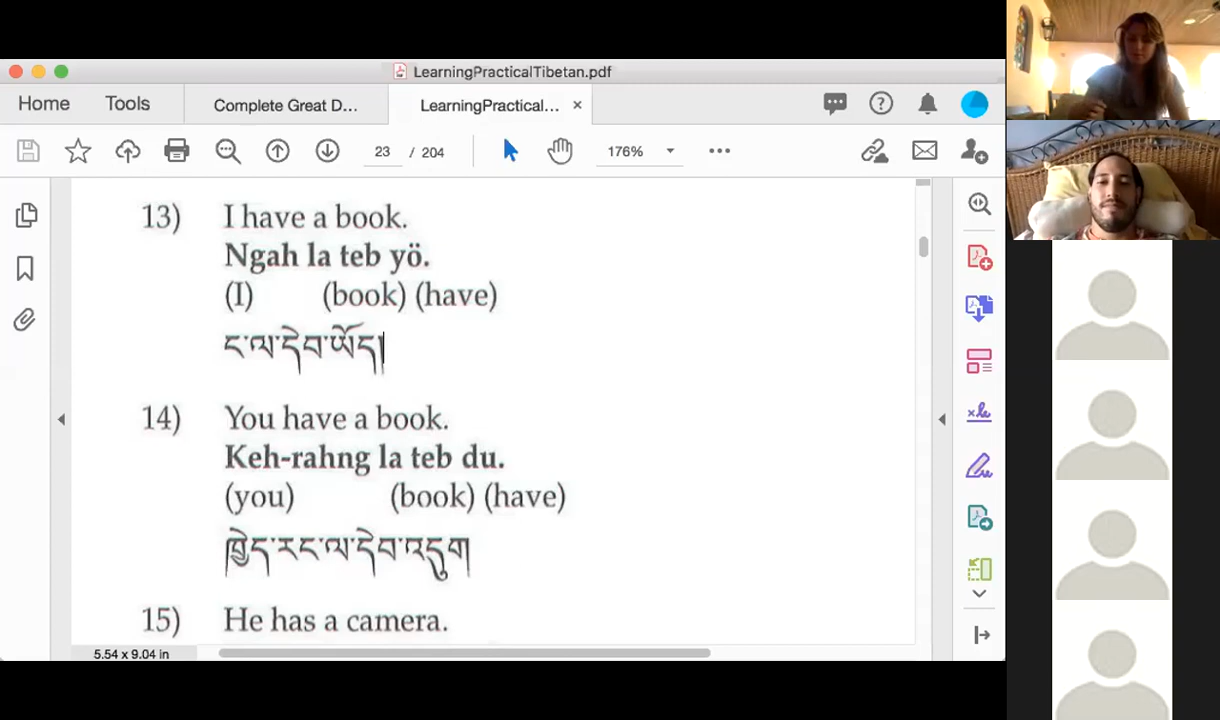 LearningPracticalTibetan.pdf
Home Tools Complete Great D... LearningPractical... ×
23 / 204 176%
13) I have a book.
Ngah la teb yö.
(I) (book) (have)
ང་ལ་དེབ་ཡོད།
14) You have a book.
Keh-rahng la teb du.
(you) (book) (have)
ཁྱེད་རང་ལ་དེབ་འདུག
15) He has a camera.
5.54 x 9.04 in